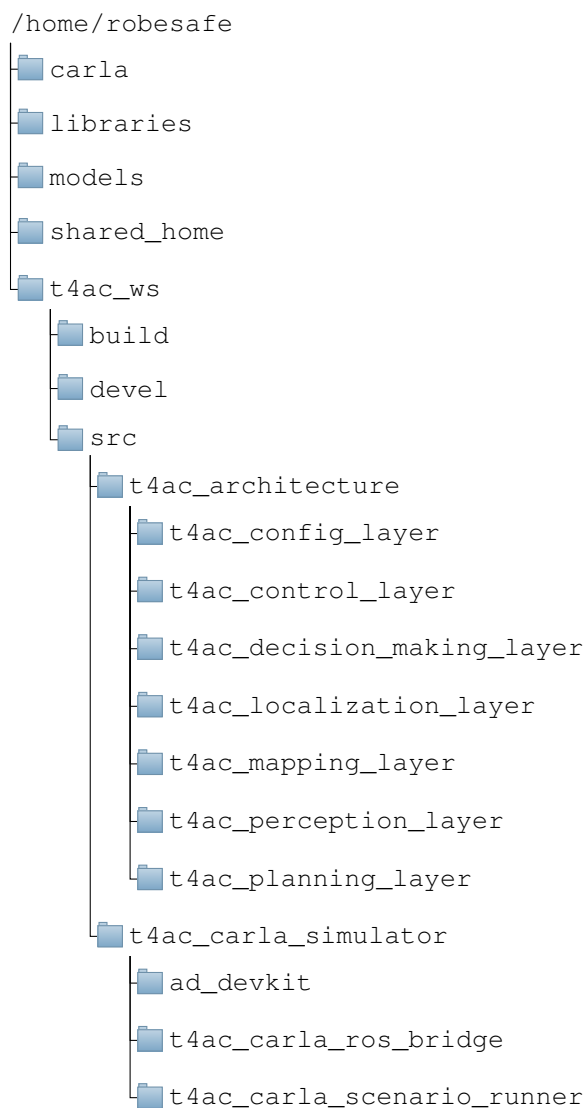 /home/robesafe
carla
libraries
models
shared_home
t4ac_ws
build
devel
src
t4ac_architecture
t4ac_config_layer
t4ac_control_layer
t4ac_decision_making_layer
t4ac_localization_layer
t4ac_mapping_layer
t4ac_perception_layer
t4ac_planning_layer
t4ac_carla_simulator
ad_devkit
t4ac_carla_ros_bridge
t4ac_carla_scenario_runner